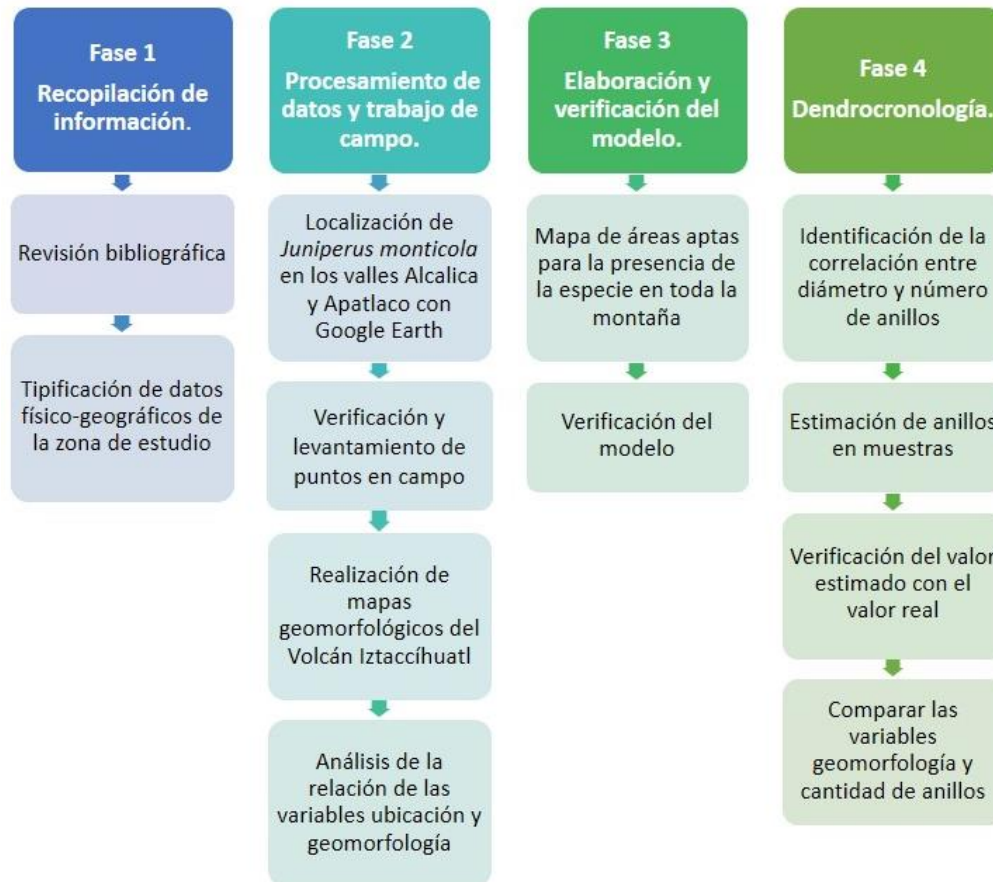 Fase 1
Recopilación de
información.
Revisión bibliográfica
Tipificación de datos
físico-geográficos de
la zona de estudio
Fase 2
Procesamiento de
datos y trabajo de
campo.
Localización de
Juniperus monticola
en los valles Alcalica
y Apatlaco con
Google Earth
Verificación y
levantamiento de
puntos en campo
Realización de
mapas
geomorfológicos del
Volcán Iztaccíhuatl
Análisis de la
relación de las
variables ubicación y
geomorfología
Fase 3
Elaboración y
verificación del
modelo.
Mapa de áreas aptas
para la presencia de
la especie en toda la
montaña
Verificación del
modelo
Fase 4
Dendrocronología.
Identificación de la
correlación entre
diámetro y número
de anillos
Estimación de anillos
en muestras
Verificación del valor
estimado con el
valor real
Comparar las
variables
geomorfología y
cantidad de anillos